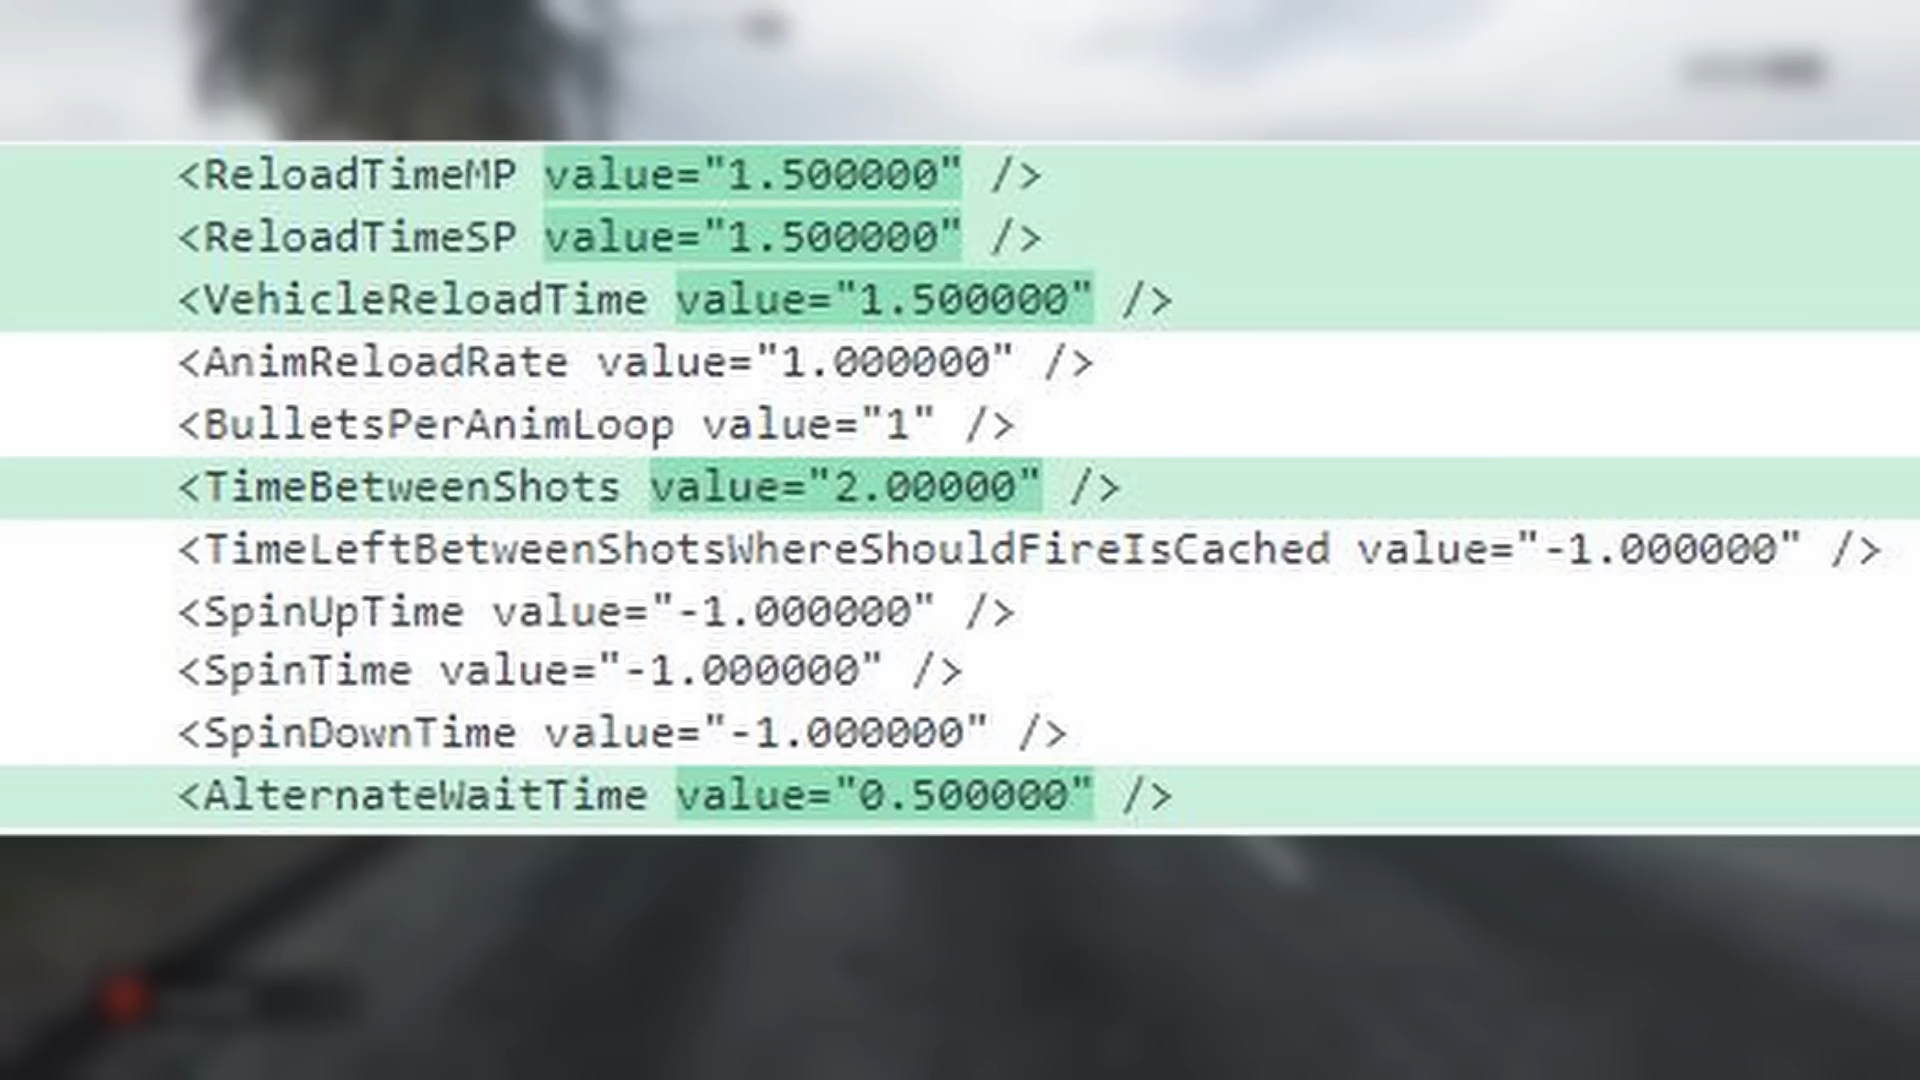 <ReloadTimeMP value="1.500000" />
<ReloadTimeSP value="1.500000" />
<VehicleReloadTime value="1.500000" />
<AnimReloadRate value="1.000000" />
<BulletsPerAnimLoop value="1" />
<TimeBetweenShots value="2.00000" />
<TimeLeftBetweenShotsWhereShouldFireIsCached value="-1.000000" />
<SpinUpTime value="-1.000000" />
<SpinTime value="-1.000000" />
<SpinDownTime value="-1.000000" />
<AlternateWaitTime value="0.500000" />